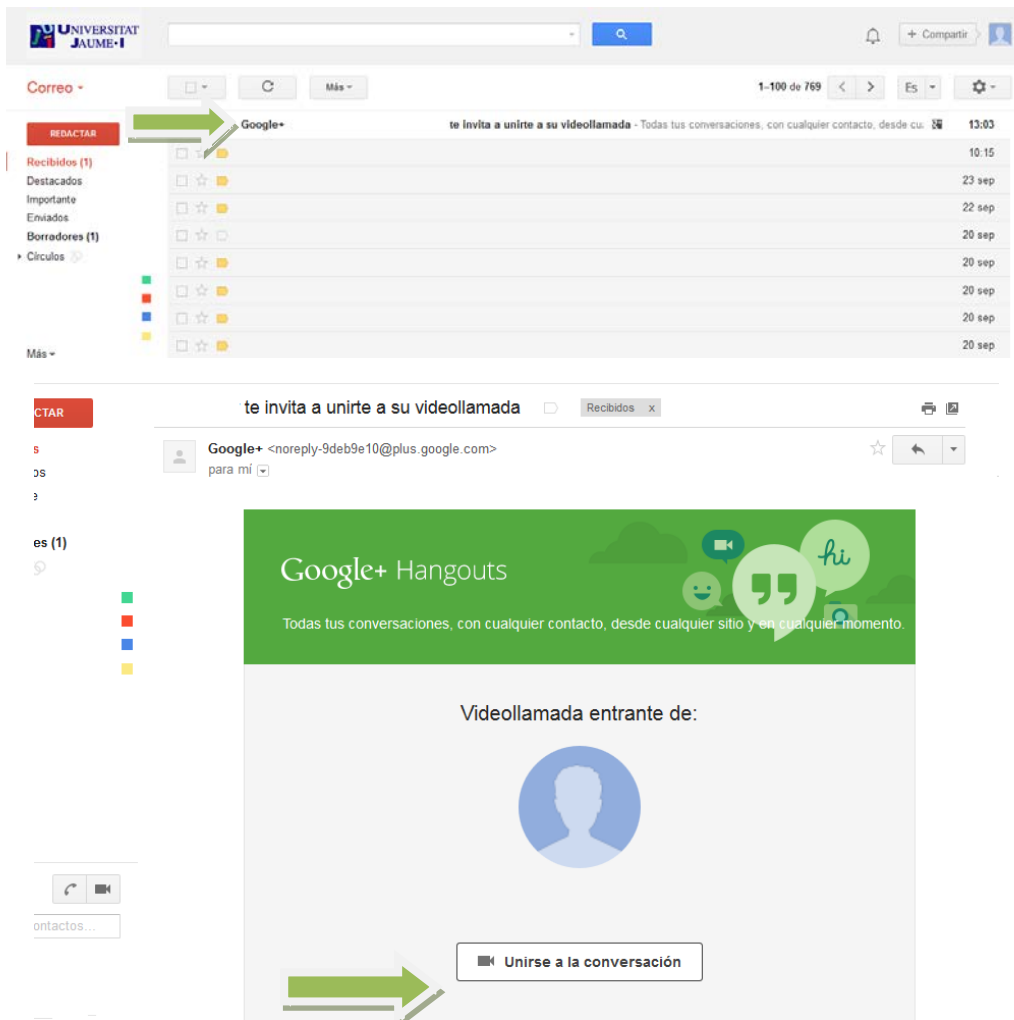 UNIVERSITAT
JAUME·I
+ Compartir
Correo
Más
1–100 de 769
Es
REDACTAR
Google+ te invita a unirte a su videollamada - Todas tus conversaciones, con cualquier contacto, desde cu. 13:03
Recibidos (1)
10:15
Destacados
23 sep
Importante
22 sep
Enviados
Borradores (1)
20 sep
Círculos
20 sep
20 sep
20 sep
Más
20 sep
CTAR
te invita a unirte a su videollamada
Recibidos x
s
Google+ <noreply-9deb9e10@plus.google.com>
os
para mí
e
es (1)
Google+ Hangouts
hi
Todas tus conversaciones, con cualquier contacto, desde cualquier sitio y en cualquier momento.
Videollamada entrante de:
ontactos...
Unirse a la conversación